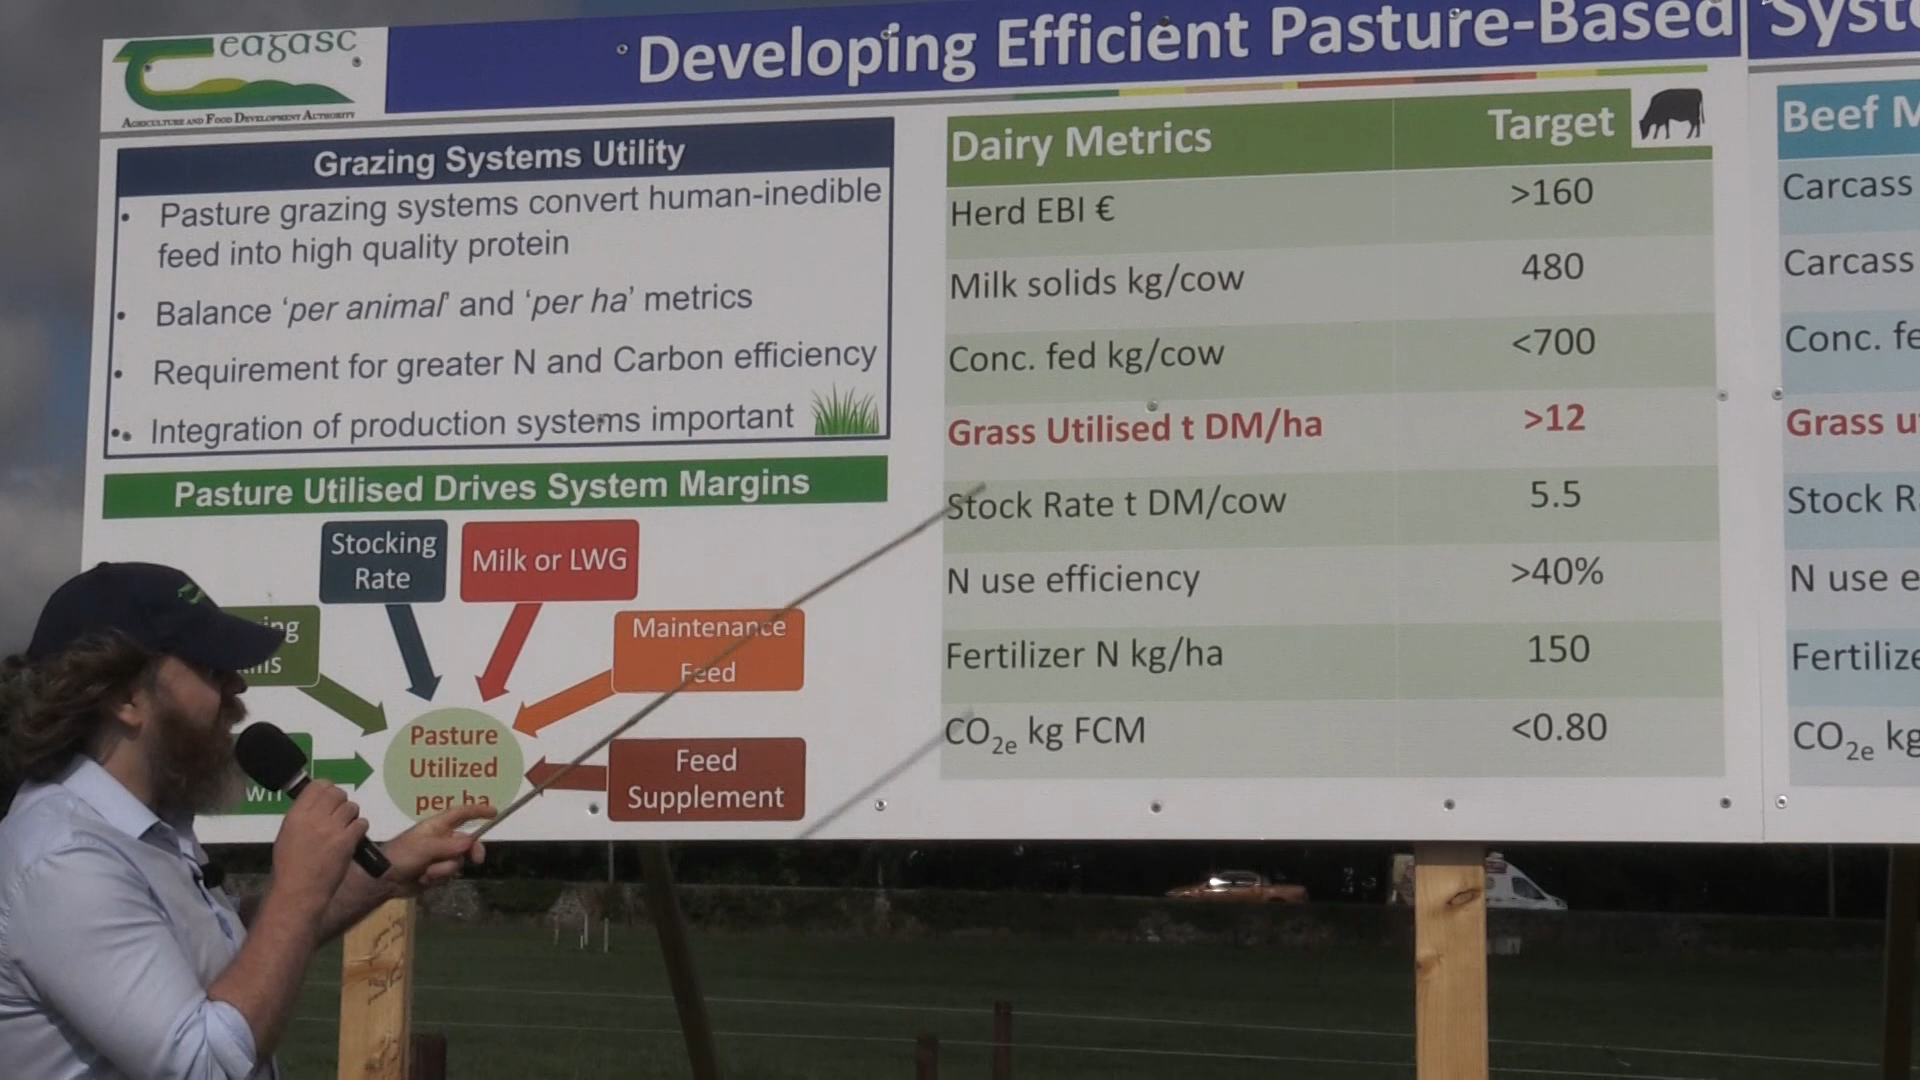 Teagasc
AGRICULTURE AND FOOD DEVELOPMENT AUTHORITY
Developing Efficient Pasture-Based
Grazing Systems Utility
• Pasture grazing systems convert human-inedible
feed into high quality protein
• Balance ‘per animal’ and ‘per ha’ metrics
• Requirement for greater N and Carbon efficiency
• Integration of production systems important
Pasture Utilised Drives System Margins
Stocking
Rate
Milk or LWG
Maintenance
Feed
Feed
Supplement
Pasture
Utilized
per ha
Dairy Metrics Target
Herd EBI € >160
Milk solids kg/cow 480
Conc. fed kg/cow <700
Grass Utilised t DM/ha >12
Stock Rate t DM/cow 5.5
N use efficiency >40%
Fertilizer N kg/ha 150
CO2e kg FCM <0.80
Beef
Carcass
Carcass
Conc.
Grass
Stock
N use
CO2e